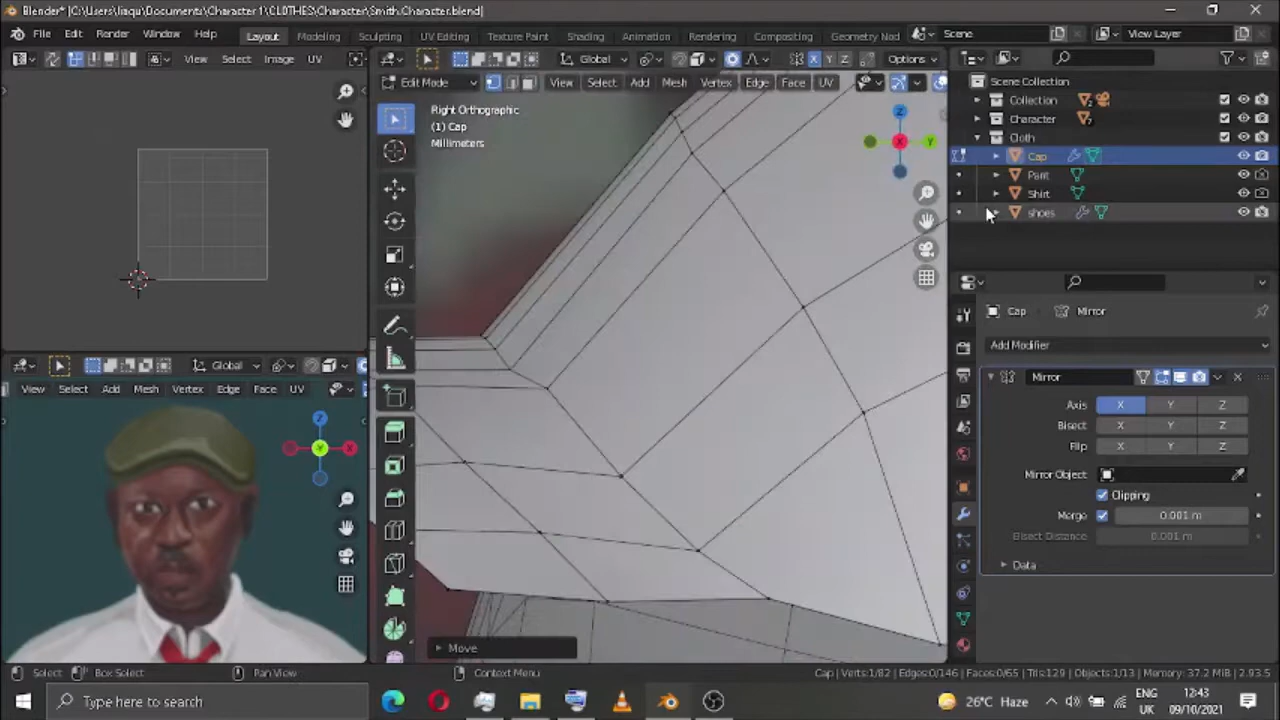 Blender* [C:\Users\liaqu\Documents\Character 1\CLOTHES\Character\Smith.Character.blend]
File Edit Render Window Help Layout Modeling Sculpting UV Editing Texture Paint Shading Animation Rendering Compositing Geometry Nod Scene View Layer
View Select Image UV Global Options
Edit Mode View Select Add Mesh Vertex Edge Face UV
X Y Z
Right Orthographic
(1) Cap
Millimeters
Z
Y
Scene Collection
Collection
Character
Cloth
Cap
Pant
Shirt
shoes
Cap Mirror
Add Modifier
Mirror
Axis X Y Z
Bisect X Y Z
Flip X Y Z
Mirror Object
Clipping
Merge 0.001 m
Bisect Distance 0.001 m
Data
Global
View Select Add Mesh Vertex Edge Face UV
Z
Y
X
Move
Select Box Select Pan View Context Menu Cap | Verts:1/82 | Edges:0/146 | Faces:0/65 | Tris:129 | Objects:1/13 | Memory: 37.2 MiB | 2.93.5
Type here to search
26°C Haze
ENG
UK
12:43
09/10/2021